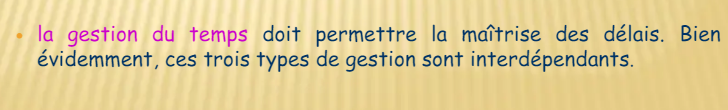 • la gestion du temps doit permettre la maîtrise des délais. Bien
évidemment, ces trois types de gestion sont interdépendants.